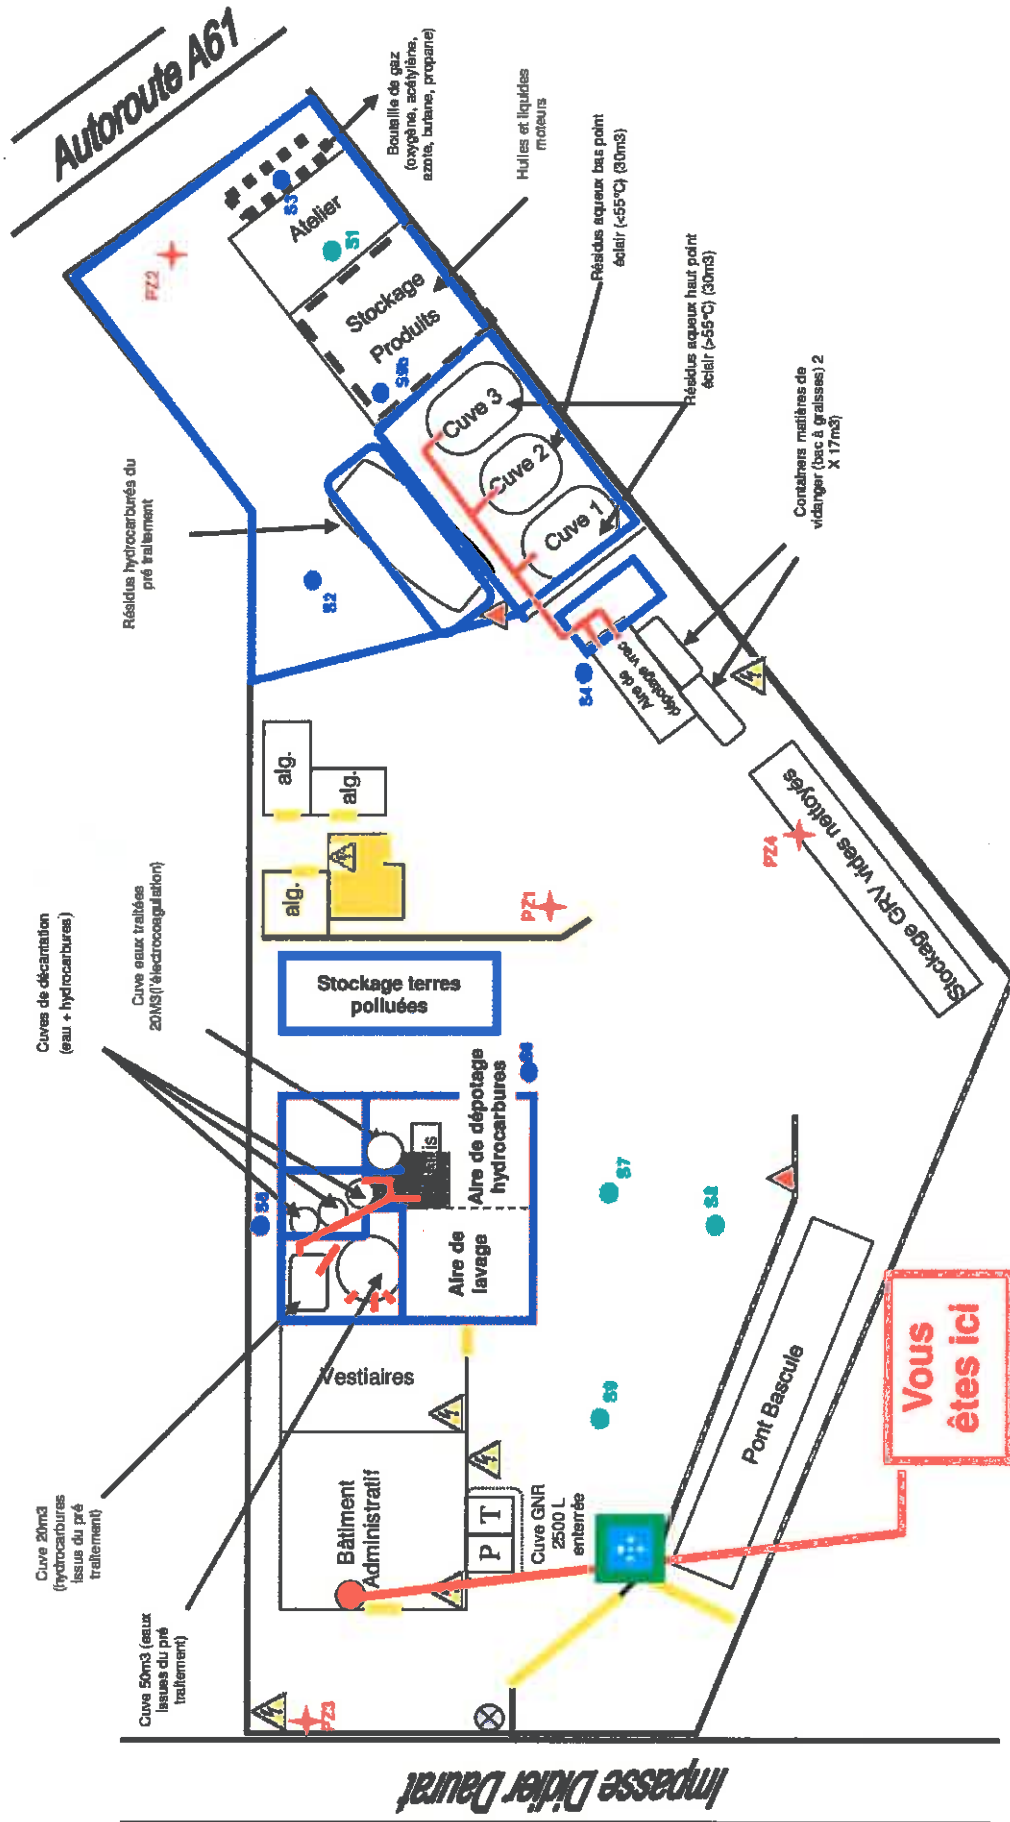 Autoroute A61
Bouteille de gaz
(oxygène, acétylène,
azote, butane, propane)
Huiles et liquides
moteurs
Résidus aqueux bas point
éclair (<55°C) (30m3)
Résidus aqueux haut point
éclair (>55°C) (30m3)
Containers matières de
vidanger (bac à graisses) 2
X 17m3)
Résidus hydrocarburés du
pré traitement
Cuves de décantation
(eau + hydrocarbures)
Cuve eaux traitées
20M3(l'électrocoagulation)
Cuve 20m3
(hydrocarbures
issus du pré
traitement)
Cuve 50m3 (eaux
issues du pré
traitement)
PZ2
S3
Atelier
S1
Stockage
Produits
S9b
Cuve 3
Cuve 2
Cuve 1
S2
S4
Aire de
dépotage vrac
alg.
alg.
alg.
PZ1
PZ4
Stockage GRV vides nettoyés
Stockage terres
polluées
Aire de dépotage
hydrocarbures
S5
Aire de
lavage
S7
S8
S9
Vestiaires
Bâtiment
Administratif
P T
Cuve GNR
2500 L
enterrée
Pont Bascule
Vous
êtes ici
PZ3
Impasse Didier Daurat